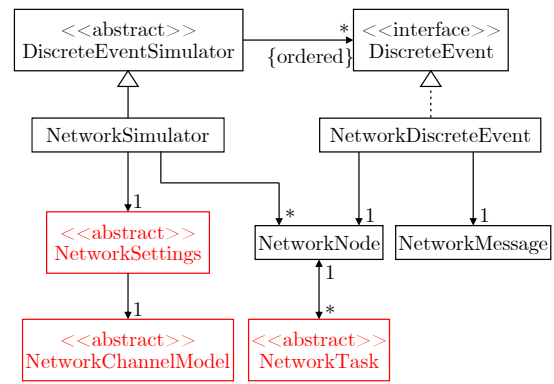 <<abstract>>
DiscreteEventSimulator
*
{ordered}
<<interface>>
DiscreteEvent
NetworkSimulator
NetworkDiscreteEvent
1
*
1
1
<<abstract>>
NetworkSettings
NetworkNode
NetworkMessage
1
1
*
<<abstract>>
NetworkChannelModel
<<abstract>>
NetworkTask